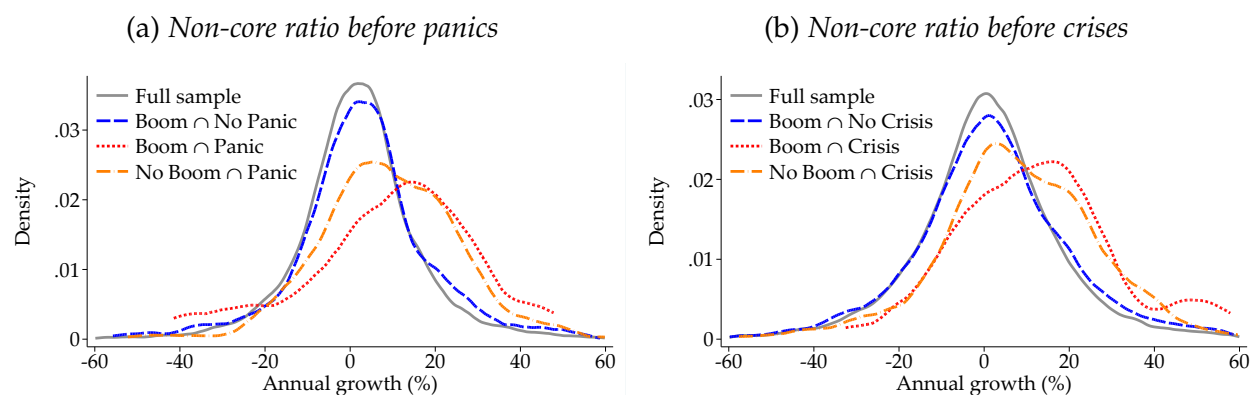 (a) Non-core ratio before panics
Density
.03
.02
.01
0
Full sample
Boom ∩ No Panic
Boom ∩ Panic
No Boom ∩ Panic
-60 -40 -20 0 20 40 60
Annual growth (%)
(b) Non-core ratio before crises
Density
.03
.02
.01
0
Full sample
Boom ∩ No Crisis
Boom ∩ Crisis
No Boom ∩ Crisis
-60 -40 -20 0 20 40 60
Annual growth (%)